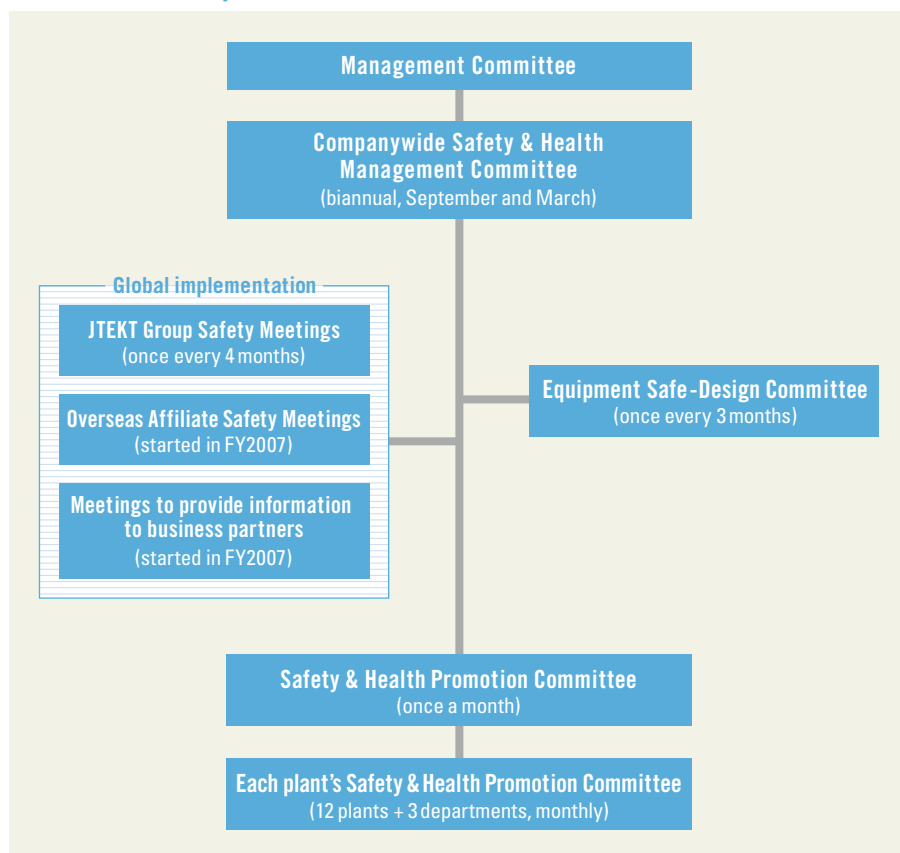 Management Committee
Companywide Safety & Health
Management Committee
(biannual, September and March)
Global implementation
JTEKT Group Safety Meetings
(once every 4 months)
Overseas Affiliate Safety Meetings
(started in FY2007)
Meetings to provide information
to business partners
(started in FY2007)
Equipment Safe-Design Committee
(once every 3 months)
Safety & Health Promotion Committee
(once a month)
Each plant's Safety & Health Promotion Committee
(12 plants + 3 departments, monthly)